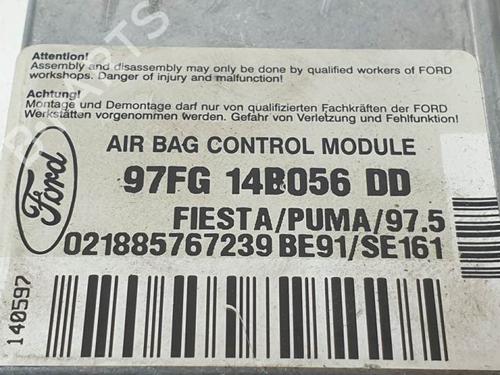 Attention!
Assembly and disassembly may only be done by qualified workers of FORD
workshops. Danger of injury and malfunction!
Achtung!
Montage und Demontage darf nur von qualifizierten Fachkräften der FORD
Werkstätten vorgenommen werden. Gefahr von Verletzung und Fehlfunktion!
Ford
AIR BAG CONTROL MODULE
97FG 14B056 DD
FIESTA/PUMA/97.5
021885767239 BE91/SE161
140597